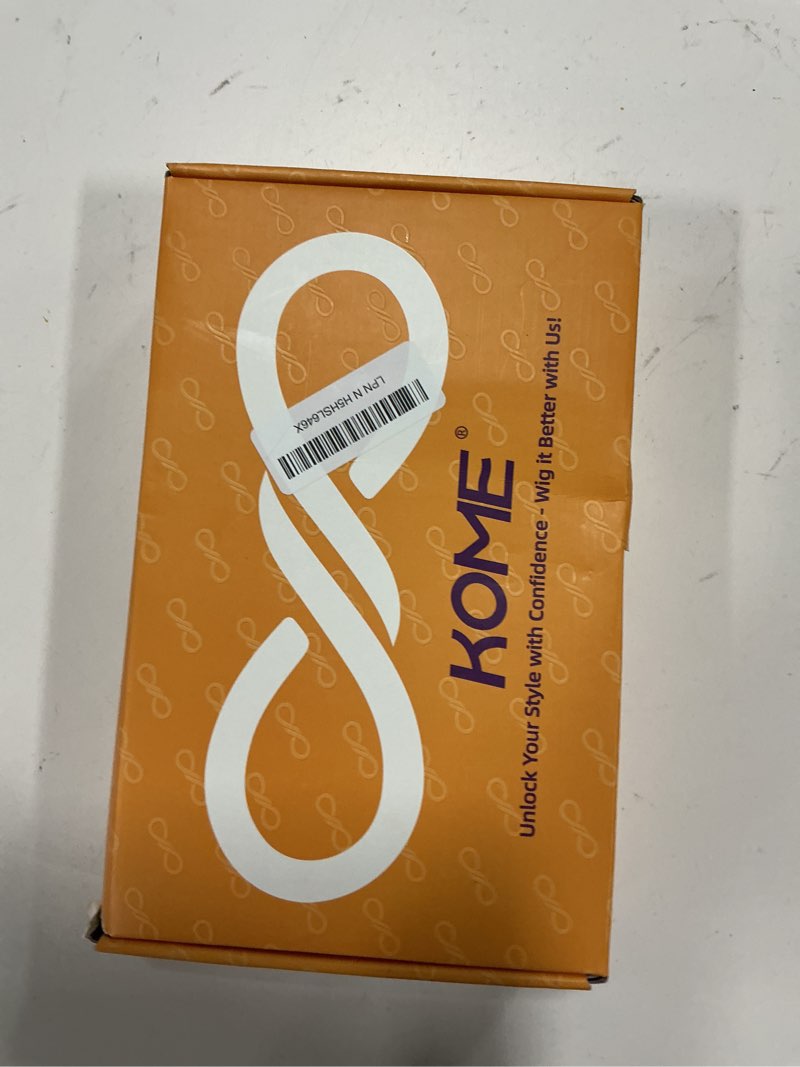 KOME®
Unlock Your Style with Confidence - Wig it Better with Us!
LPN N H5HSL646X